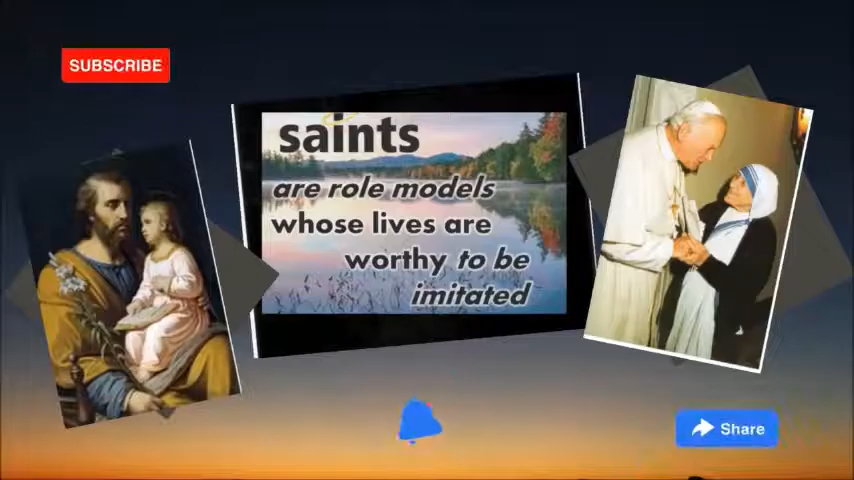 SUBSCRIBE
saints
are role models
whose lives are
worthy to be
imitated
Share